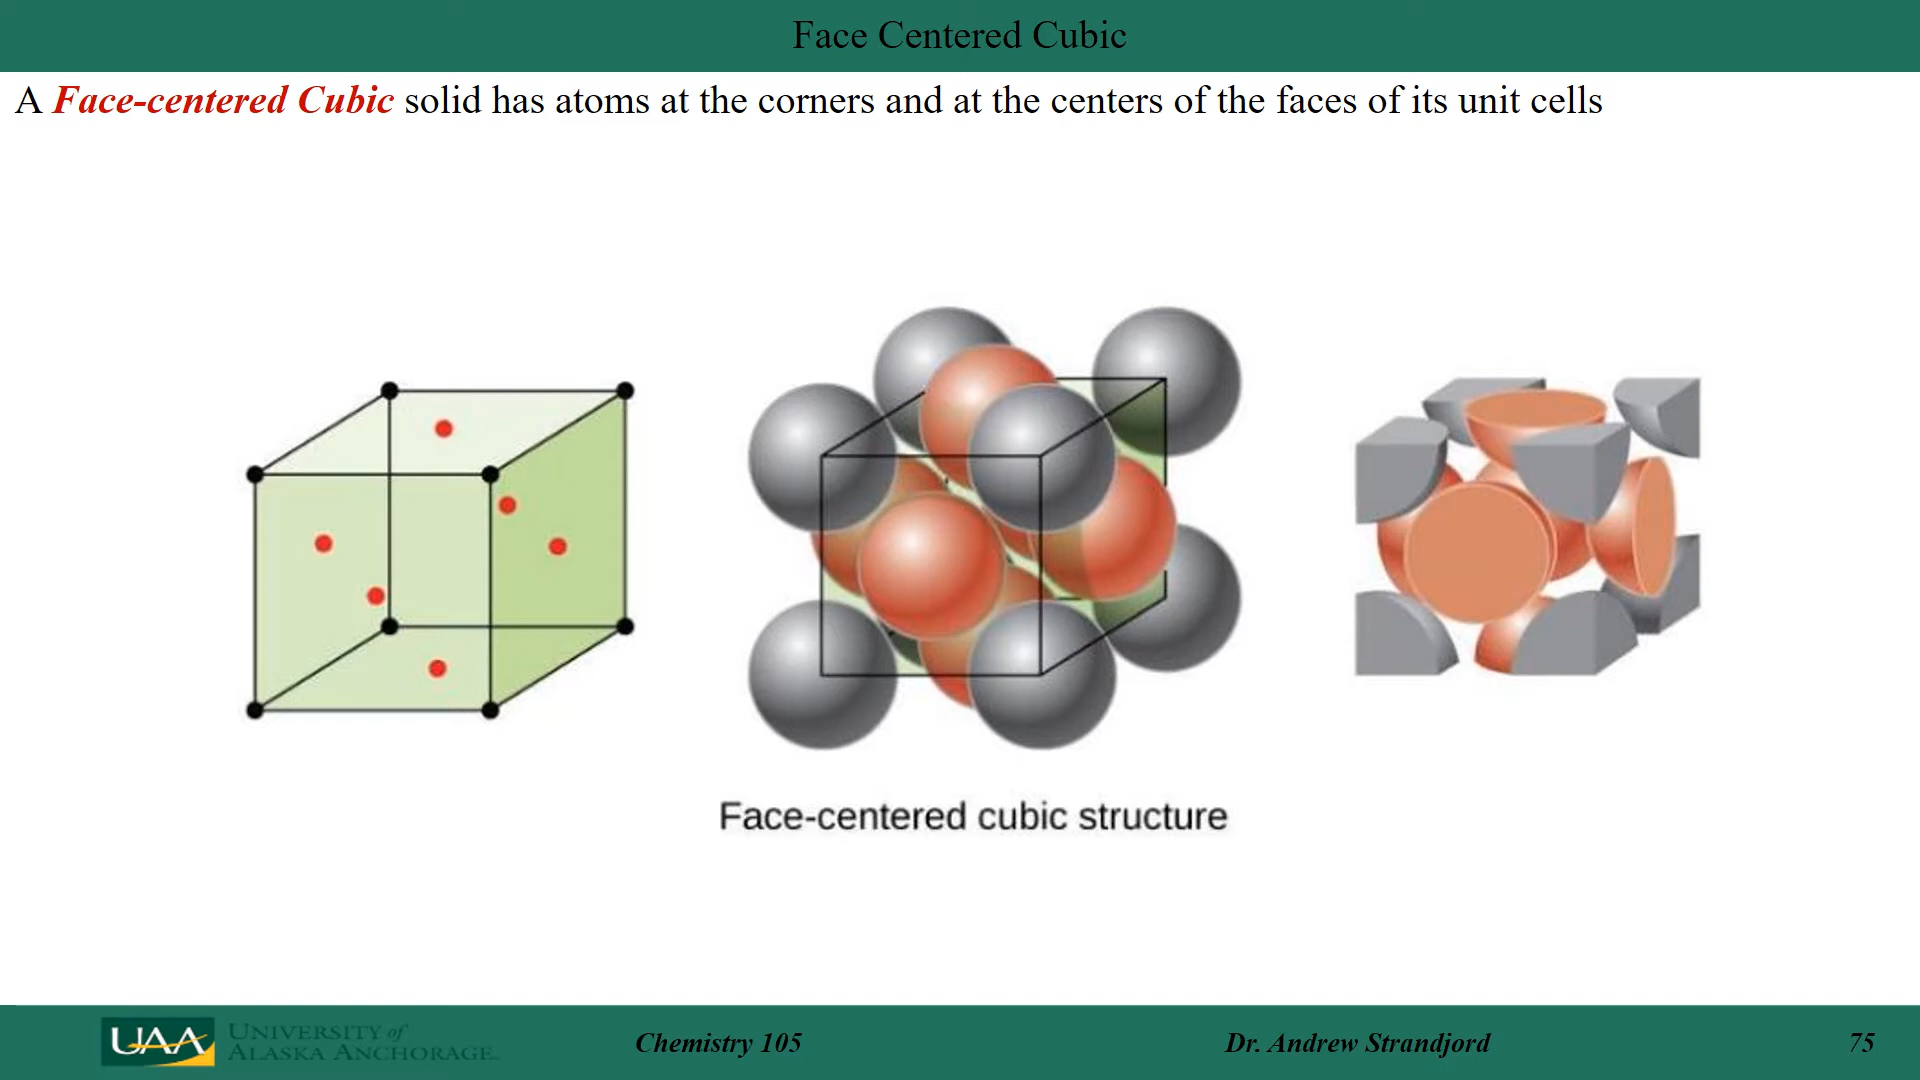 Face Centered Cubic
A Face-centered Cubic solid has atoms at the corners and at the centers of the faces of its unit cells
Face-centered cubic structure
UAA
UNIVERSITY of
ALASKA ANCHORAGE.
Chemistry 105
Dr. Andrew Strandjord
75